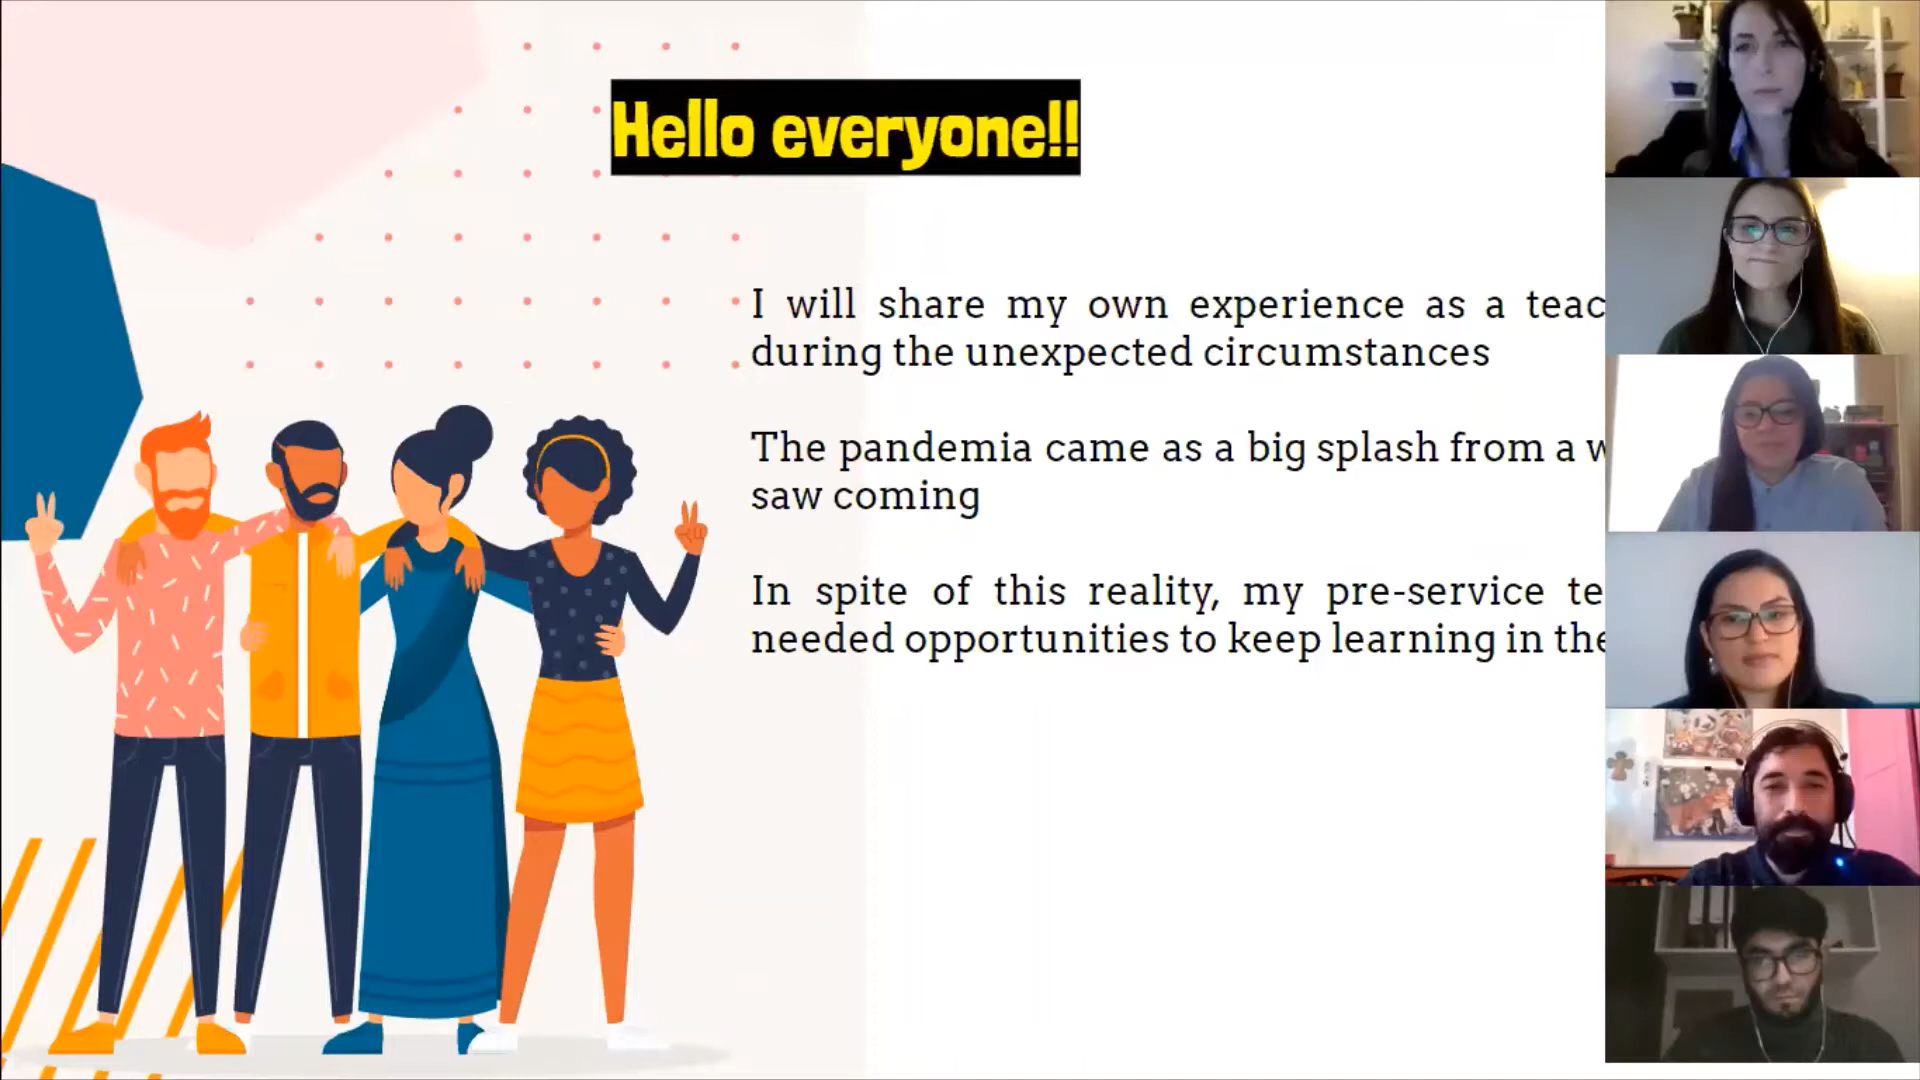 Hello everyone!!
I will share my own experience as a teac
during the unexpected circumstances
The pandemia came as a big splash from a w
saw coming
In spite of this reality, my pre-service te
needed opportunities to keep learning in the